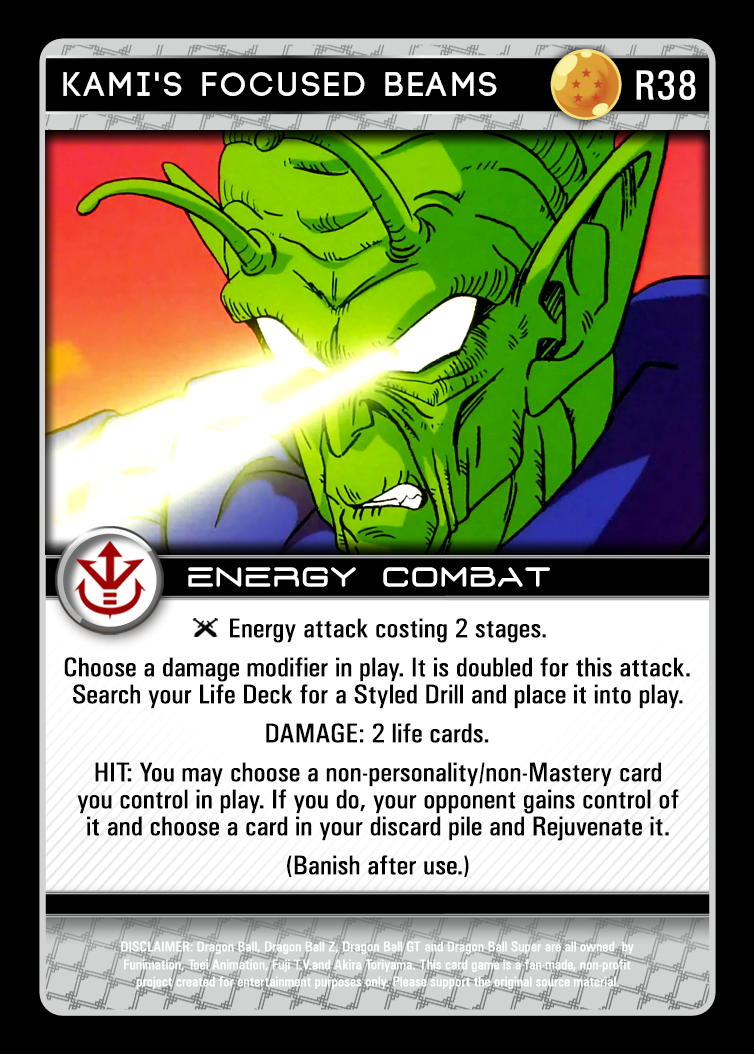 KAMI'S FOCUSED BEAMS
R38
ENERGY COMBAT
Energy attack costing 2 stages.
Choose a damage modifier in play. It is doubled for this attack.
Search your Life Deck for a Styled Drill and place it into play.
DAMAGE: 2 life cards.
HIT: You may choose a non-personality/non-Mastery card
you control in play. If you do, your opponent gains control of
it and choose a card in your discard pile and Rejuvenate it.
(Banish after use.)
DISCLAIMER: Dragon Ball, Dragon Ball Z, Dragon Ball GT and Dragon Ball Super are all owned by
Funimation, Toei Animation, Fuji T.V.and Akira Toriyama. This card game is a fan-made, non-profit
project created for entertainment purposes only. Please support the original source material.